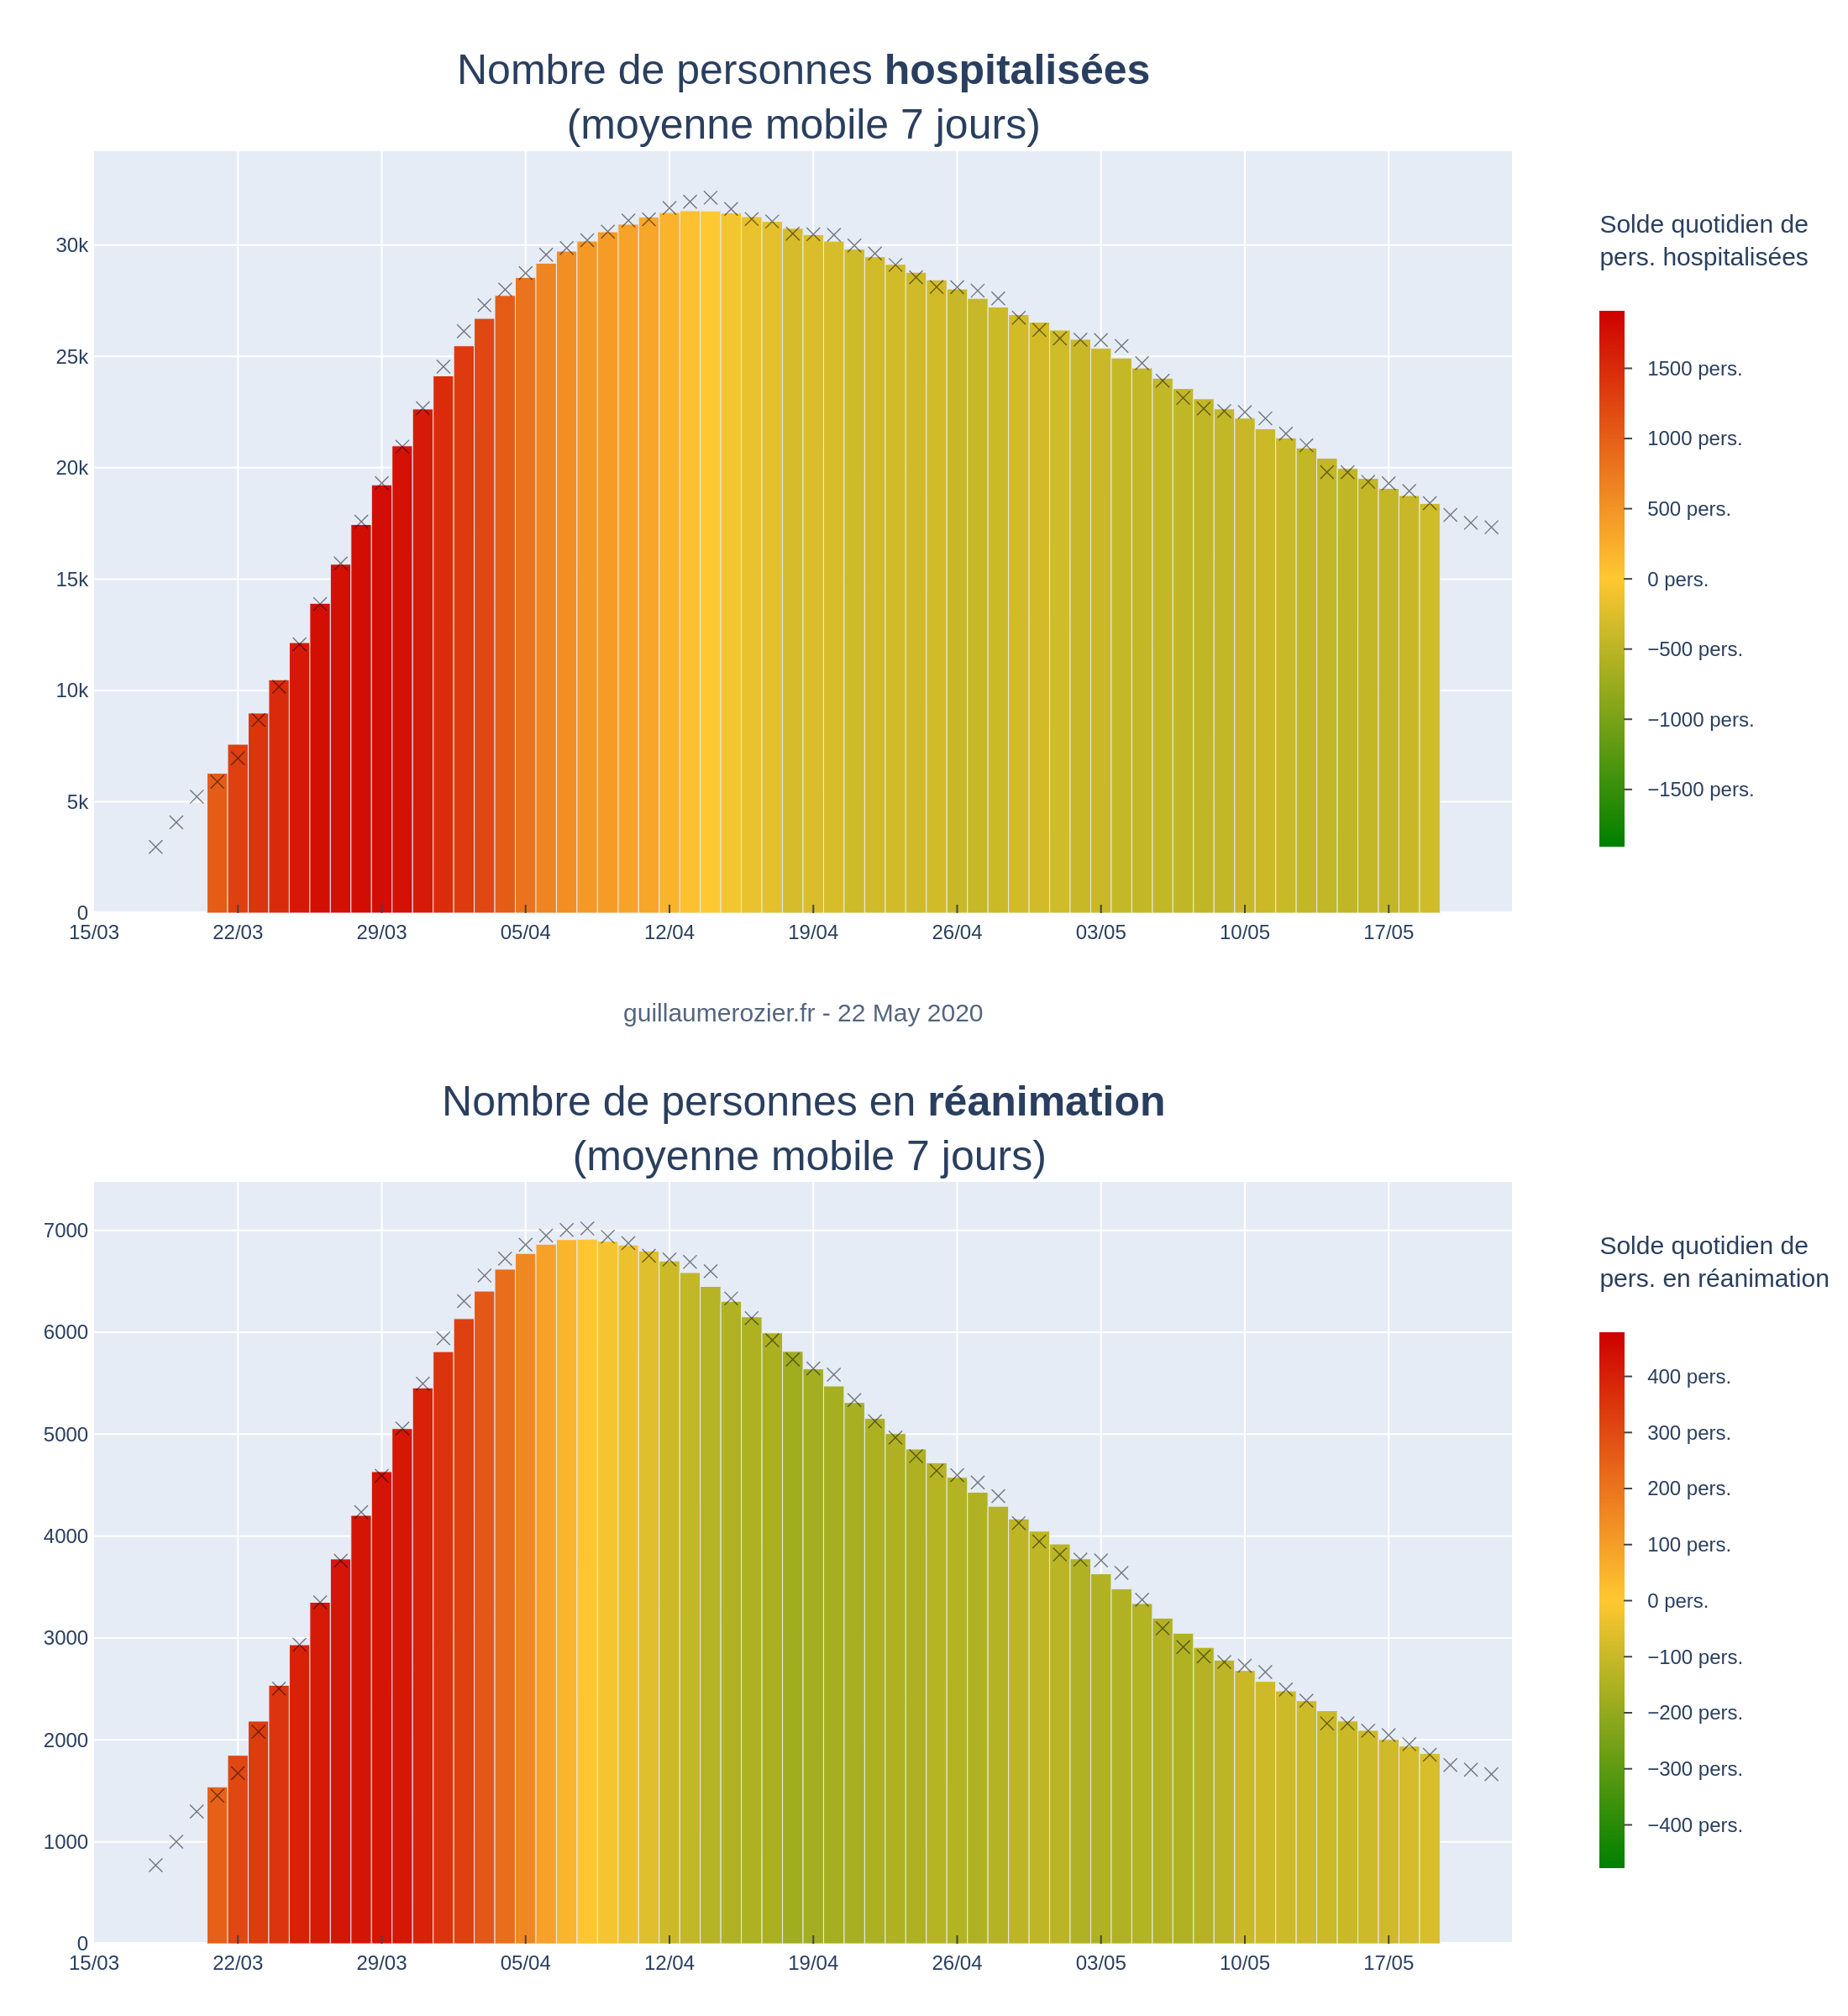 Nombre de personnes hospitalisées
(moyenne mobile 7 jours)
Solde quotidien de
pers. hospitalisées
30k
25k
20k
15k
10k
5k
0
1500 pers.
1000 pers.
500 pers.
0 pers.
−500 pers.
−1000 pers.
−1500 pers.
15/03 22/03 29/03 05/04 12/04 19/04 26/04 03/05 10/05 17/05
guillaumerozier.fr - 22 May 2020
Nombre de personnes en réanimation
(moyenne mobile 7 jours)
Solde quotidien de
pers. en réanimation
7000
6000
5000
4000
3000
2000
1000
0
400 pers.
300 pers.
200 pers.
100 pers.
0 pers.
−100 pers.
−200 pers.
−300 pers.
−400 pers.
15/03 22/03 29/03 05/04 12/04 19/04 26/04 03/05 10/05 17/05